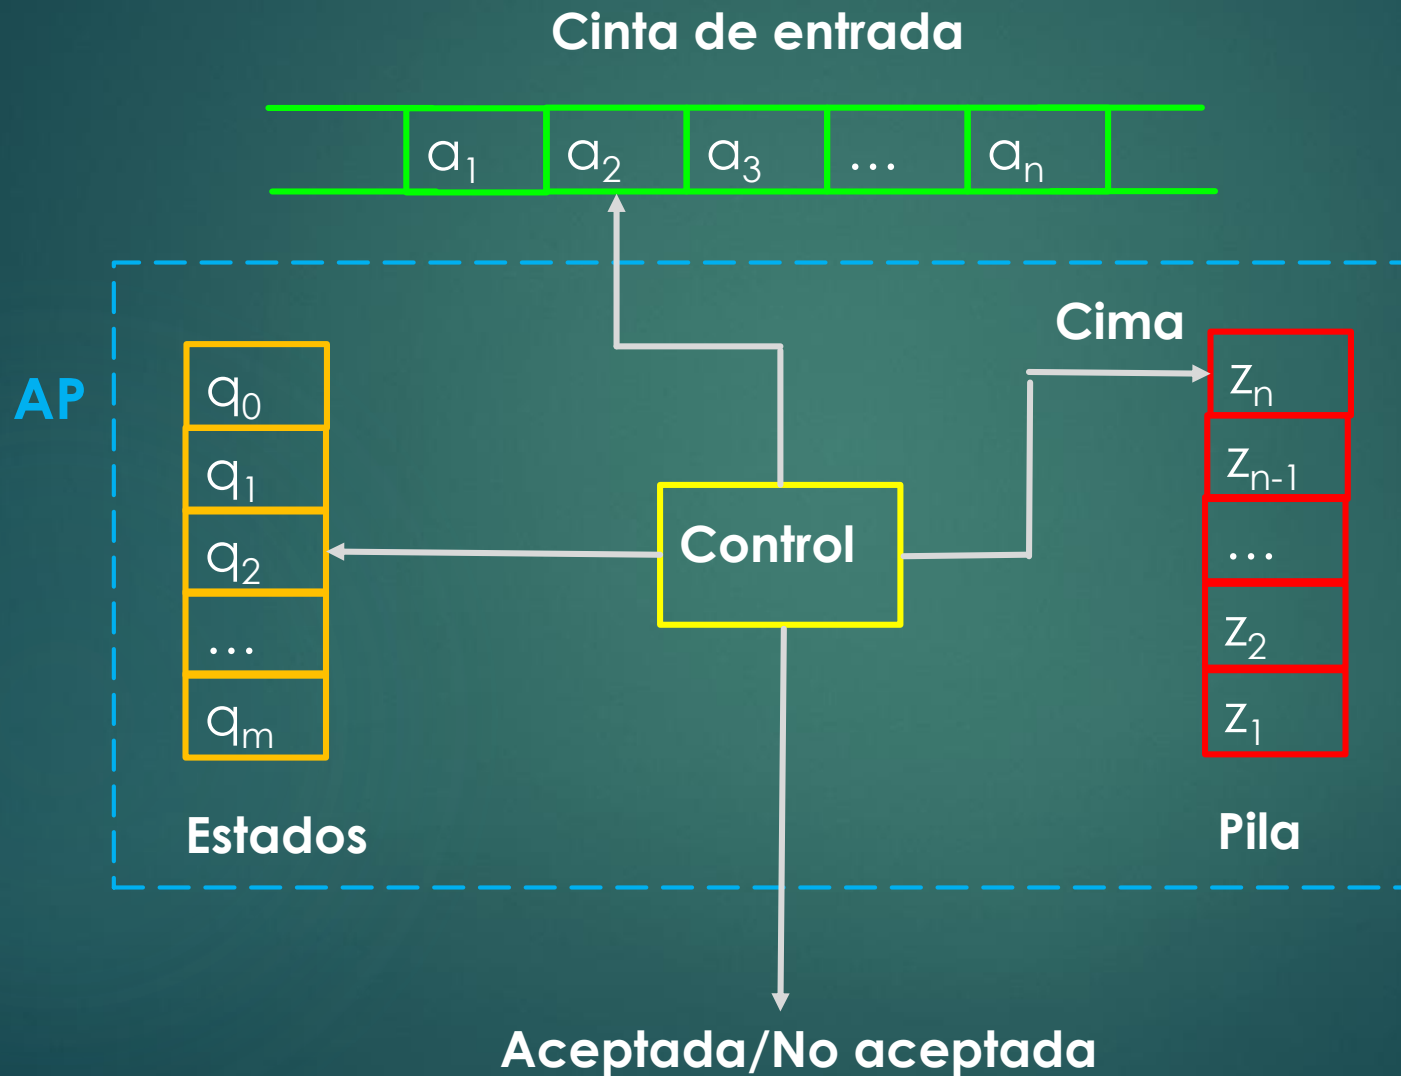 Cinta de entrada
a₁ a₂ a₃ ... aₙ
AP
q₀
q₁
q₂
...
qₘ
Estados
Control
Cima
zₙ
zₙ₋₁
...
z₂
z₁
Pila
Aceptada/No aceptada